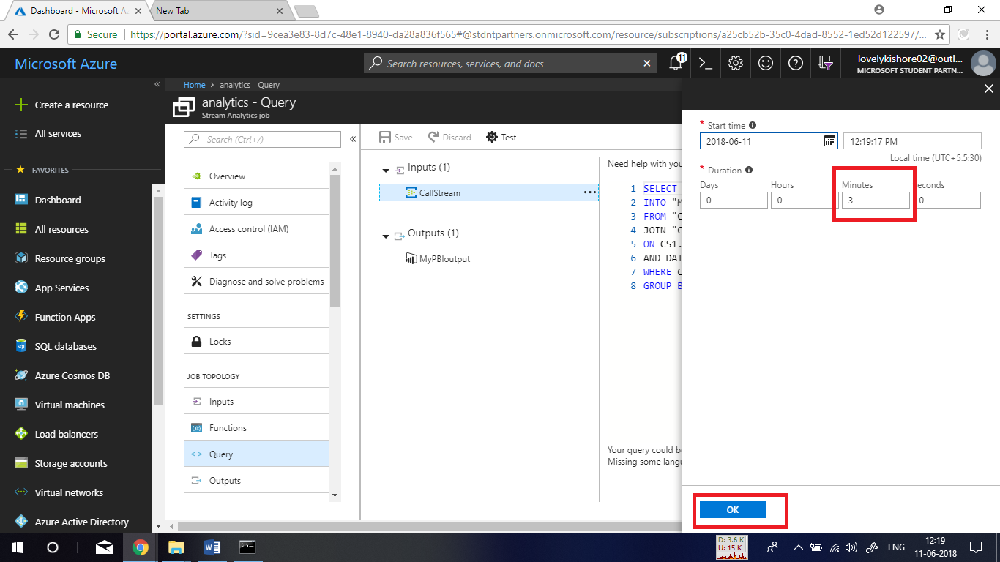 Dashboard - Microsoft Az
New Tab
Secure
https://portal.azure.com/?sid=9cea3e83-8d7c-48e1-8940-da28a836f565#@stdntpartners.onmicrosoft.com/resource/subscriptions/a25cb52b-35c0-4dad-8552-1ed52d122597/...
Microsoft Azure
Search resources, services, and docs
11
lovelykishore02@outl...
MICROSOFT STUDENT PARTN...
Create a resource
All services
FAVORITES
Dashboard
All resources
Resource groups
App Services
Function Apps
SQL databases
Azure Cosmos DB
Virtual machines
Load balancers
Storage accounts
Virtual networks
Azure Active Directory
Home > analytics - Query
analytics - Query
Stream Analytics job
Search (Ctrl+/)
Overview
Activity log
Access control (IAM)
Tags
Diagnose and solve problems
SETTINGS
Locks
JOB TOPOLOGY
Inputs
Functions
Query
Outputs
Save
Discard
Test
Inputs (1)
CallStream
Outputs (1)
MyPBIoutput
Need help with you
1 SELECT
2 INTO "M
3 FROM "C
4 JOIN "C
5 ON CS1.
6 AND DAT
7 WHERE C
8 GROUP B
Your query could b
Missing some langu
* Start time
2018-06-11
12:19:17 PM
Local time (UTC+5.5:30)
* Duration
Days
Hours
Minutes
econds
0
0
3
0
OK
D: 3.6 K
U: 15 K
ENG
12:19
11-06-2018